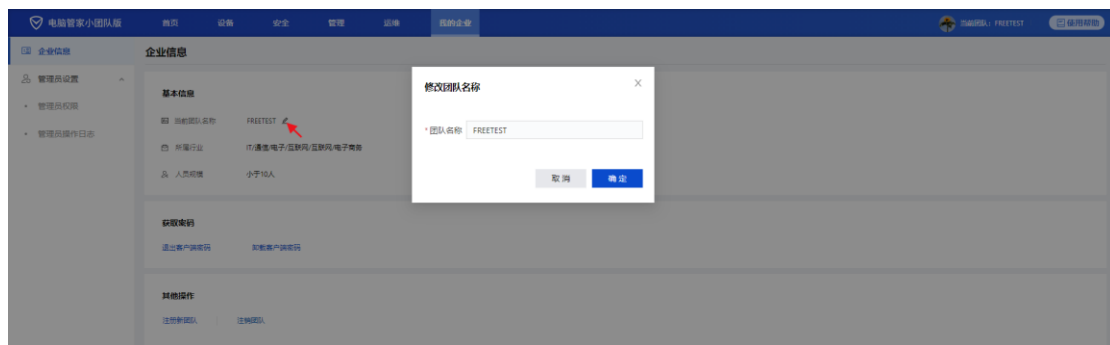 电脑管家小团队版 首页 设备 安全 管理 运维 我的企业 当前团队：FREETEST 使用帮助
企业信息
企业信息
管理员设置
管理员权限
管理员操作日志
基本信息
当前团队名称 FREETEST
所属行业 IT/通信/电子/互联网/互联网/电子商务
人员规模 小于10人
修改团队名称
* 团队名称 FREETEST
取消 确定
获取密码
退出客户端密码 卸载客户端密码
其他操作
注册新团队 注销团队